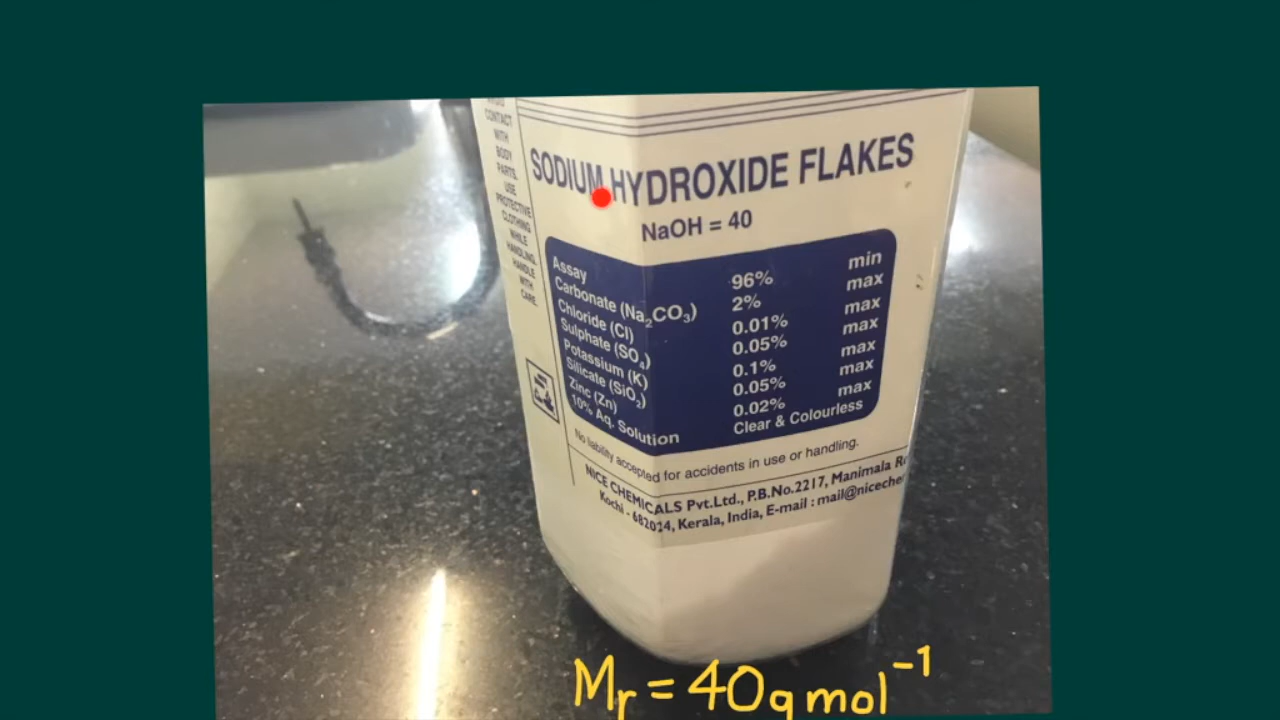 AVOID
CONTACT
WITH
BODY
PARTS.
USE
PROTECTIVE
CLOTHING
WHILE
HANDLING.
HANDLE
WITH
CARE.
SODIUM HYDROXIDE FLAKES
NaOH = 40
Assay 96% min
Carbonate (Na₂CO₃) 2% max
Chloride (Cl) 0.01% max
Sulphate (SO₄) 0.05% max
Potassium (K) 0.1% max
Silicate (SiO₂) 0.05% max
Zinc (Zn) 0.02% max
10% Aq. Solution Clear & Colourless
No liability accepted for accidents in use or handling.
NICE CHEMICALS Pvt.Ltd., P.B.No.2217, Manimala
Kochi - 682024, Kerala, India, E-mail :
Mr = 40g mol⁻¹